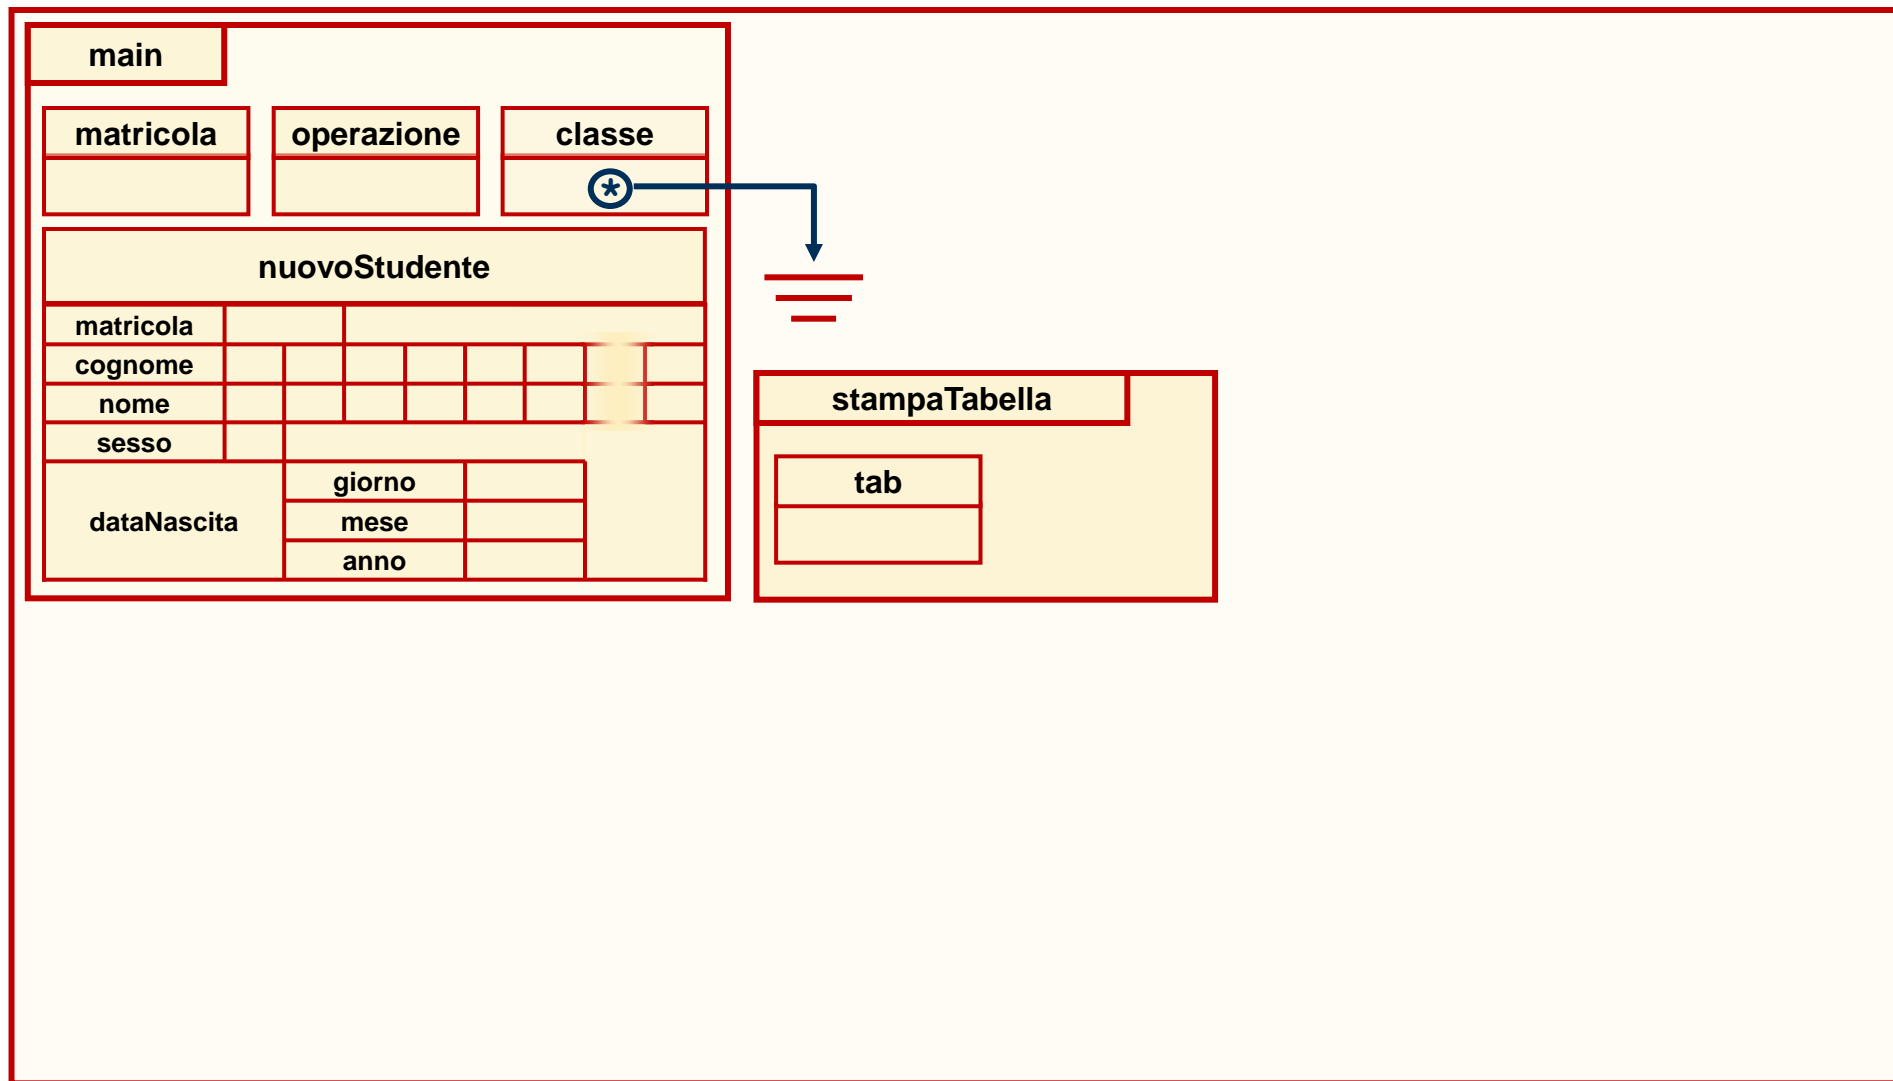 main
matricola operazione classe
*
nuovoStudente
matricola
cognome
nome
sesso
dataNascita
giorno
mese
anno
stampaTabella
tab